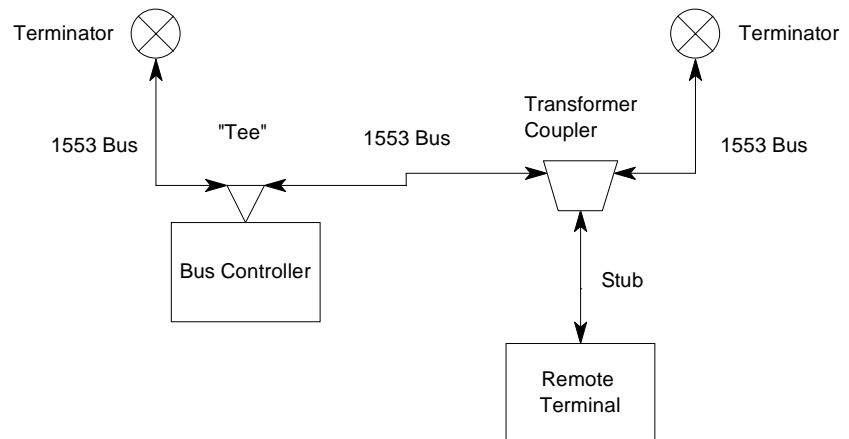 Terminator
Terminator
Transformer
Coupler
"Tee"
1553 Bus
1553 Bus
1553 Bus
Bus Controller
Stub
Remote
Terminal